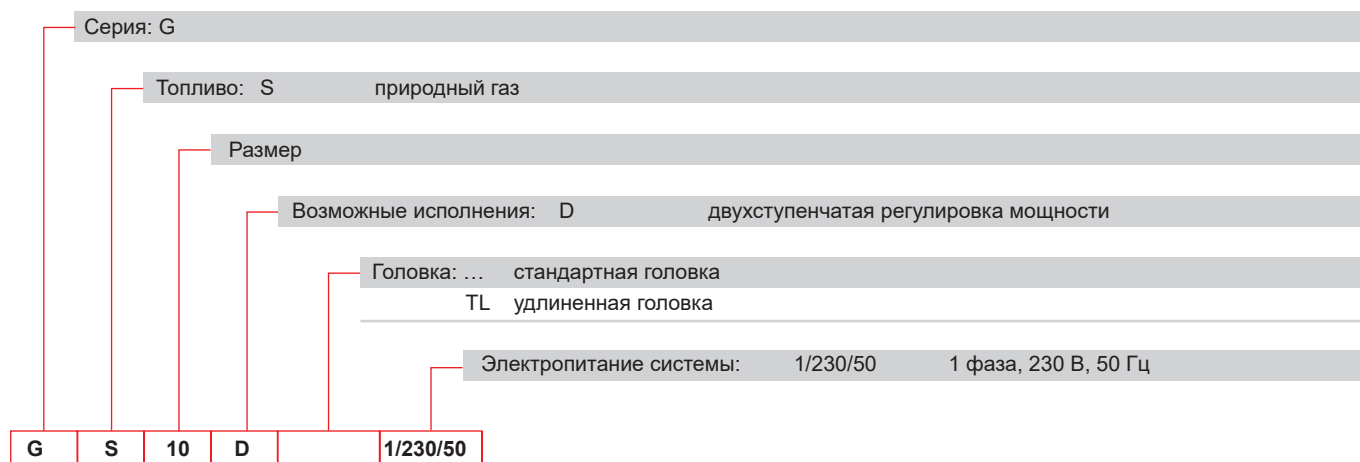 Серия: G
Топливо: S природный газ
Размер
Возможные исполнения: D двухступенчатая регулировка мощности
Головка: … стандартная головка
TL удлиненная головка
Электропитание системы: 1/230/50 1 фаза, 230 В, 50 Гц
G S 10 D 1/230/50